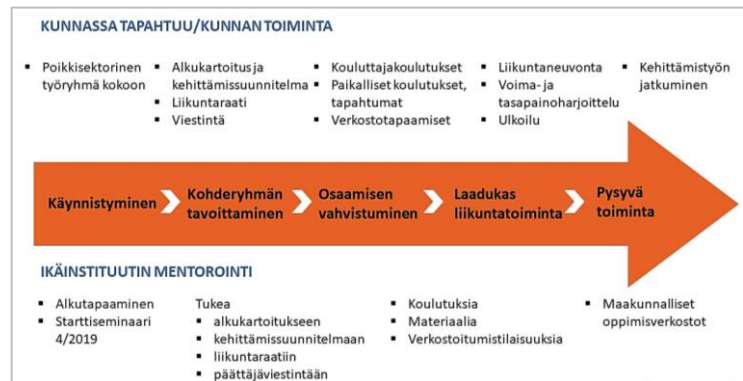 KUNNASSA TAPAHTUU/KUNNAN TOIMINTA
▪ Poikkisektorinen
työryhmä kokoon
▪ Alkukartoitus ja
kehittämissuunnitelma
▪ Liikuntaraati
▪ Viestintä
▪ Kouluttajakoulutukset
▪ Paikalliset koulutukset,
tapahtumat
▪ Verkostotapaamiset
▪ Liikuntaneuvonta
▪ Voima- ja
tasapainoharjoittelu
▪ Ulkoilu
▪ Kehittämistyön
jatkuminen
Käynnistyminen
Kohderyhmän
tavoittaminen
Osaamisen
vahvistuminen
Laadukas
liikuntatoiminta
Pysyvä
toiminta
IKÄINSTITUUTIN MENTOROINTI
▪ Alkutapaaminen
▪ Starttiseminaari
4/2019
Tukea
▪ alkukartoitukseen
▪ kehittämissuunnitelmaan
▪ liikuntaraatiin
▪ päättäjäviestintään
▪ Koulutuksia
▪ Materiaalia
▪ Verkostoitumistilaisuuksia
▪ Maakunnalliset
oppimisverkostot